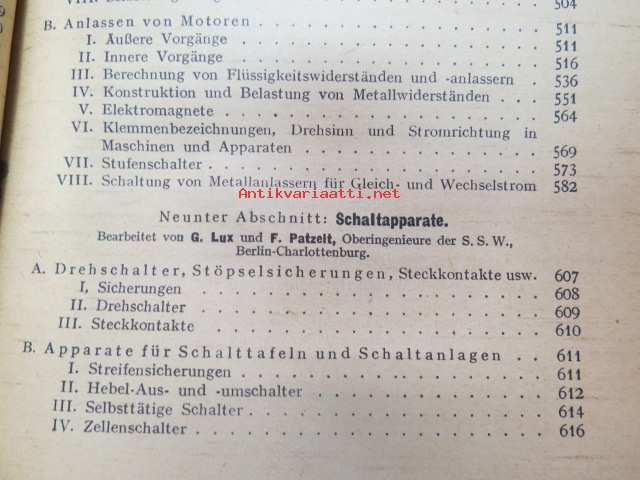 504
B. Anlassen von Motoren . . . . . . . . . . . . 511
I. Äußere Vorgänge . . . . . . . . . . . . 511
II. Innere Vorgänge . . . . . . . . . . . . 516
III. Berechnung von Flüssigkeitswiderständen und -anlassern . 536
IV. Konstruktion und Belastung von Metallwiderständen . . . 551
V. Elektromagnete . . . . . . . . . . . . 564
VI. Klemmenbezeichnungen, Drehsinn und Stromrichtung in
Maschinen und Apparaten . . . . . . . . . . . . 569
VII. Stufenschalter . . . . . . . . . . . . 573
VIII. Schaltung von Metallanlassern für Gleich- und Wechselstrom 582
Antikvariaatti.net
Neunter Abschnitt: Schaltapparate.
Bearbeitet von G. Lux und F. Patzelt, Oberingenieure der S. S. W.,
Berlin-Charlottenburg.
A. Drehschalter, Stöpselsicherungen, Steckkontakte usw. 607
I, Sicherungen . . . . . . . . . . . . 608
II. Drehschalter . . . . . . . . . . . . 609
III. Steckkontakte . . . . . . . . . . . . 610
B. Apparate für Schalttafeln und Schaltanlagen . . 611
I. Streifensicherungen . . . . . . . . . . . . 611
II. Hebel-Aus- und -umschalter . . . . . . . . . . . . 612
III. Selbsttätige Schalter . . . . . . . . . . . . 614
IV. Zellenschalter . . . . . . . . . . . . 616